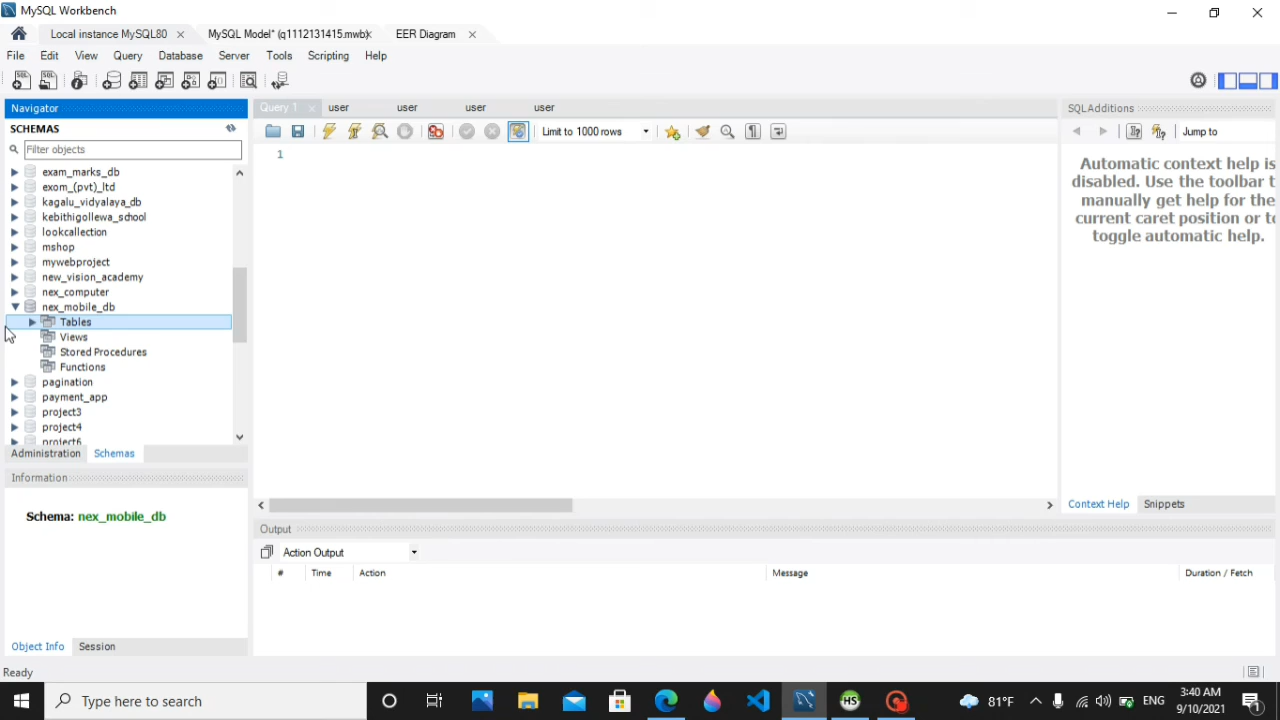 MySQL Workbench
Local instance MySQL80
MySQL Model* (q1112131415.mwb)
EER Diagram
File Edit View Query Database Server Tools Scripting Help
Navigator
SCHEMAS
Filter objects
exam_marks_db
exom_(pvt)_ltd
kagalu_vidyalaya_db
kebithigollewa_school
lookcallection
mshop
mywebproject
new_vision_academy
nex_computer
nex_mobile_db
Tables
Views
Stored Procedures
Functions
pagination
payment_app
project3
project4
project6
Administration Schemas
Information
Schema: nex_mobile_db
Object Info Session
Ready
Query 1 user user user user
Limit to 1000 rows
1
SQLAdditions
Jump to
Automatic context help is
disabled. Use the toolbar t
manually get help for the
current caret position or to
toggle automatic help.
Context Help Snippets
Output
Action Output
# Time Action Message Duration / Fetch
Type here to search
HS
81°F
ENG
3:40 AM
9/10/2021